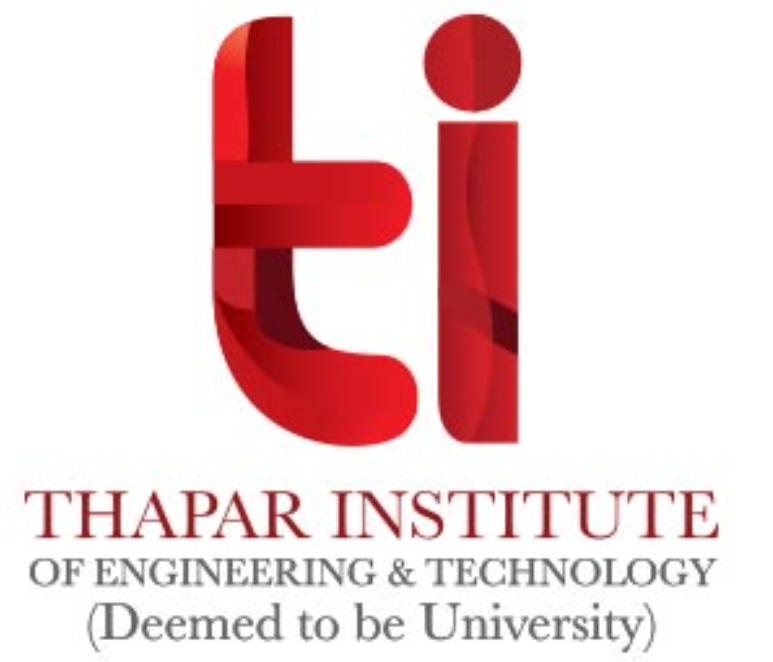 ti
THAPAR INSTITUTE
OF ENGINEERING & TECHNOLOGY
(Deemed to be University)